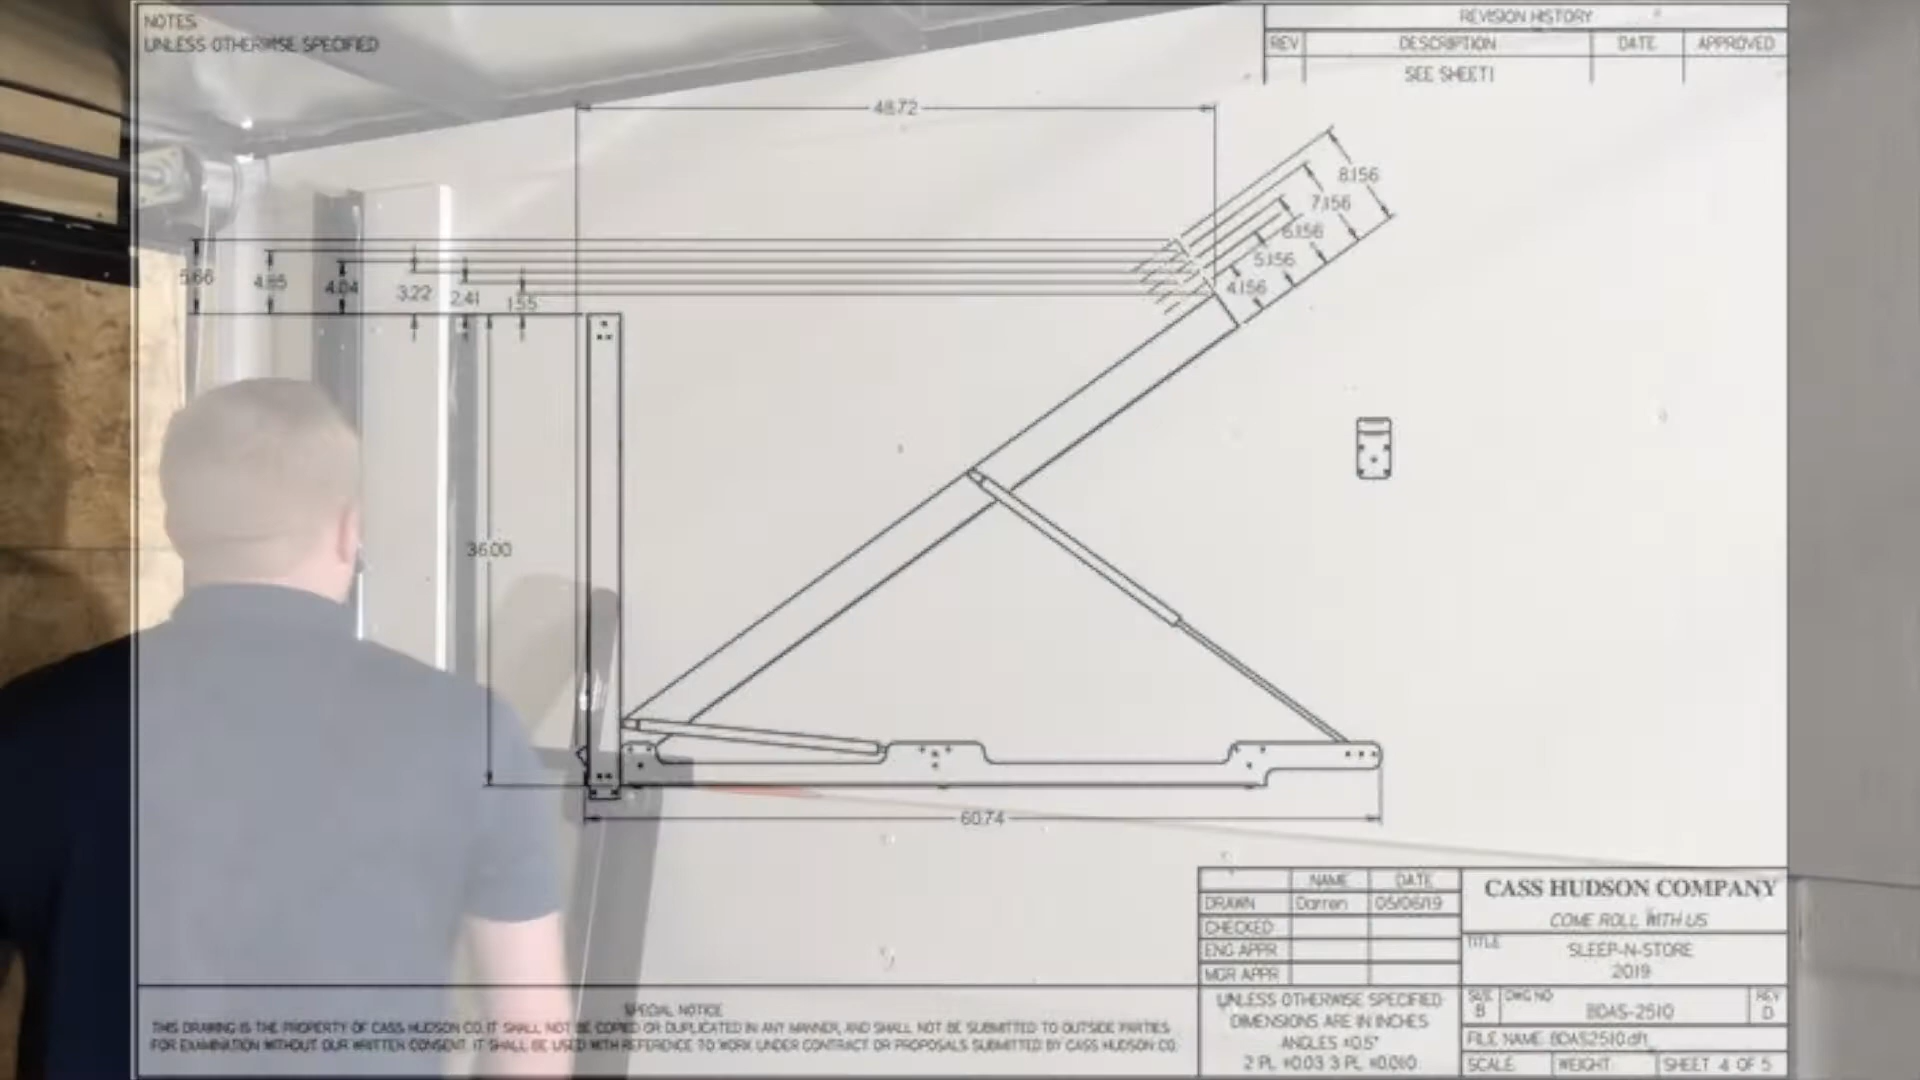 NOTES:
UNLESS OTHERWISE SPECIFIED
REVISION HISTORY
REV DESCRIPTION DATE APPROVED
SEE SHEET1
48.72
8.156
7.156
6.156
5.156
4.156
5.66
4.85
4.04
3.22
2.41
1.55
36.00
60.74
NAME DATE
DRAWN Darren 05/06/19
CHECKED
ENG APPR
MGR APPR
CASS HUDSON COMPANY
COME ROLL WITH US
TITLE
SLEEP-N-STORE
2019
SIZE DWG NO REV
B BDAS-2510 D
FILE NAME: BDAS2510.dft
SCALE: WEIGHT: SHEET 4 OF 5
UNLESS OTHERWISE SPECIFIED
DIMENSIONS ARE IN INCHES
ANGLES ±0.5°
2 PL ±0.03 3 PL ±0.010
SPECIAL NOTICE
THIS DRAWING IS THE PROPERTY OF CASS HUDSON CO. IT SHALL NOT BE COPIED OR DUPLICATED IN ANY MANNER, AND SHALL NOT BE SUBMITTED TO OUTSIDE PARTIES
FOR EXAMINATION WITHOUT OUR WRITTEN CONSENT. IT SHALL BE USED WITH REFERENCE TO WORK UNDER CONTRACT OR PROPOSALS SUBMITTED BY CASS HUDSON CO.